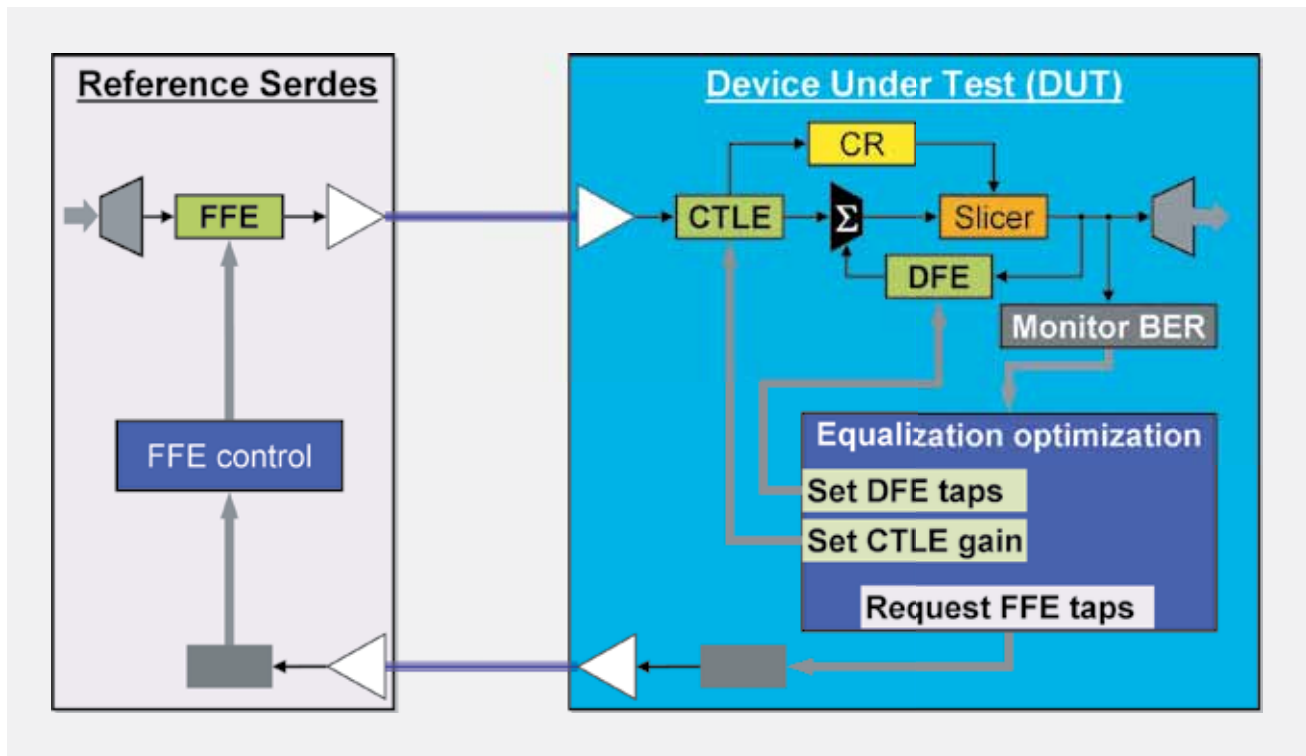 Reference Serdes
Device Under Test (DUT)
CR
FFE
CTLE
Σ
Slicer
DFE
Monitor BER
FFE control
Equalization optimization
Set DFE taps
Set CTLE gain
Request FFE taps